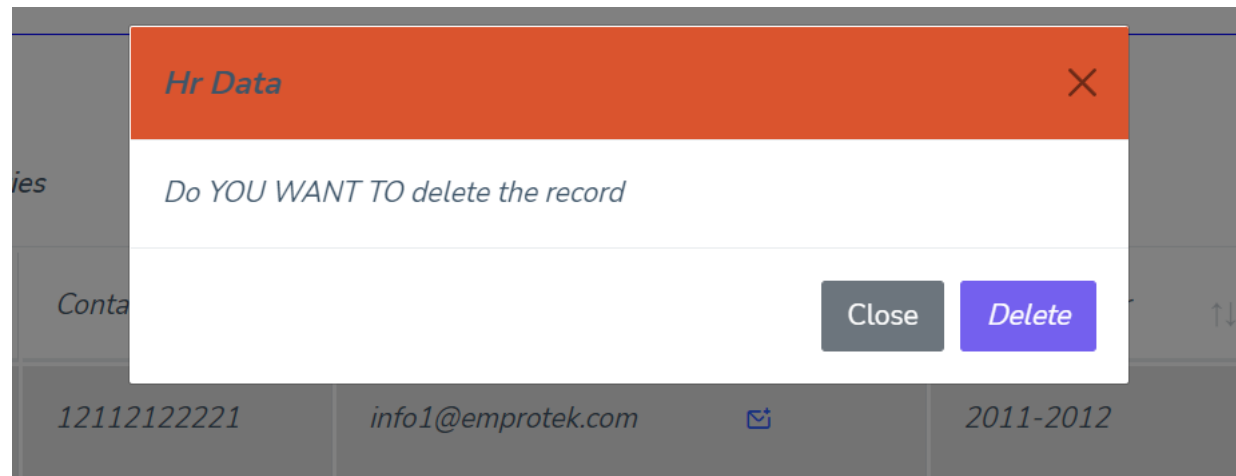 Hr Data
ies
Do YOU WANT TO delete the record
Conta
Close Delete
12112122221 info1@emprotek.com 2011-2012